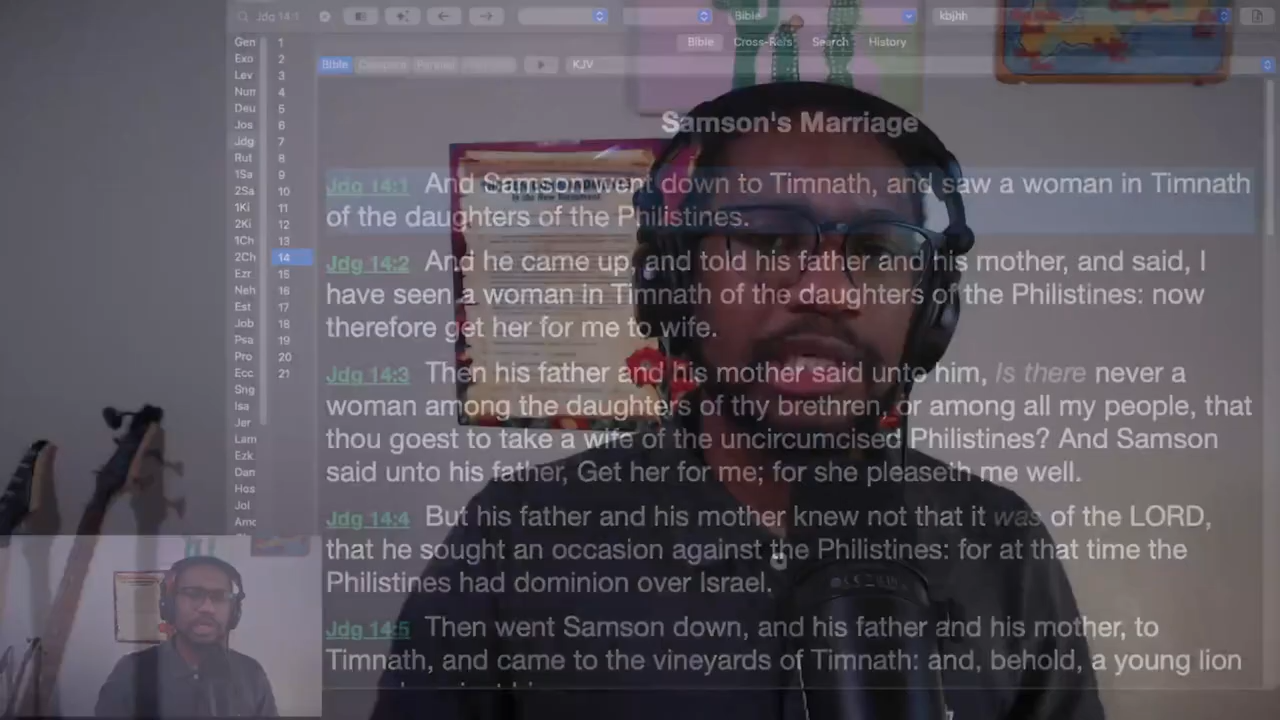 Jdg 14:1
Bible
kbjhh
Bible Cross-Refs Search History
Bible Compare KJV
Gen 1
Exo 2
Lev 3
Num 4
Deu 5
Jos 6
Jdg 7
Rut 8
1Sa 9
2Sa 10
1Ki 11
2Ki 12
1Ch 13
2Ch 14
Ezr 15
Neh 16
Est 17
Job 18
Psa 19
Pro 20
Ecc 21
Sng
Isa
Jer
Lam
Ezk
Dan
Hos
Jol
Amo
Samson's Marriage
Jdg 14:1 And Samson went down to Timnath, and saw a woman in Timnath
of the daughters of the Philistines.
Jdg 14:2 And he came up, and told his father and his mother, and said, I
have seen a woman in Timnath of the daughters of the Philistines: now
therefore get her for me to wife.
Jdg 14:3 Then his father and his mother said unto him, Is there never a
woman among the daughters of thy brethren, or among all my people, that
thou goest to take a wife of the uncircumcised Philistines? And Samson
said unto his father, Get her for me; for she pleaseth me well.
Jdg 14:4 But his father and his mother knew not that it was of the LORD,
that he sought an occasion against the Philistines: for at that time the
Philistines had dominion over Israel.
Jdg 14:5 Then went Samson down, and his father and his mother, to
Timnath, and came to the vineyards of Timnath: and, behold, a young lion